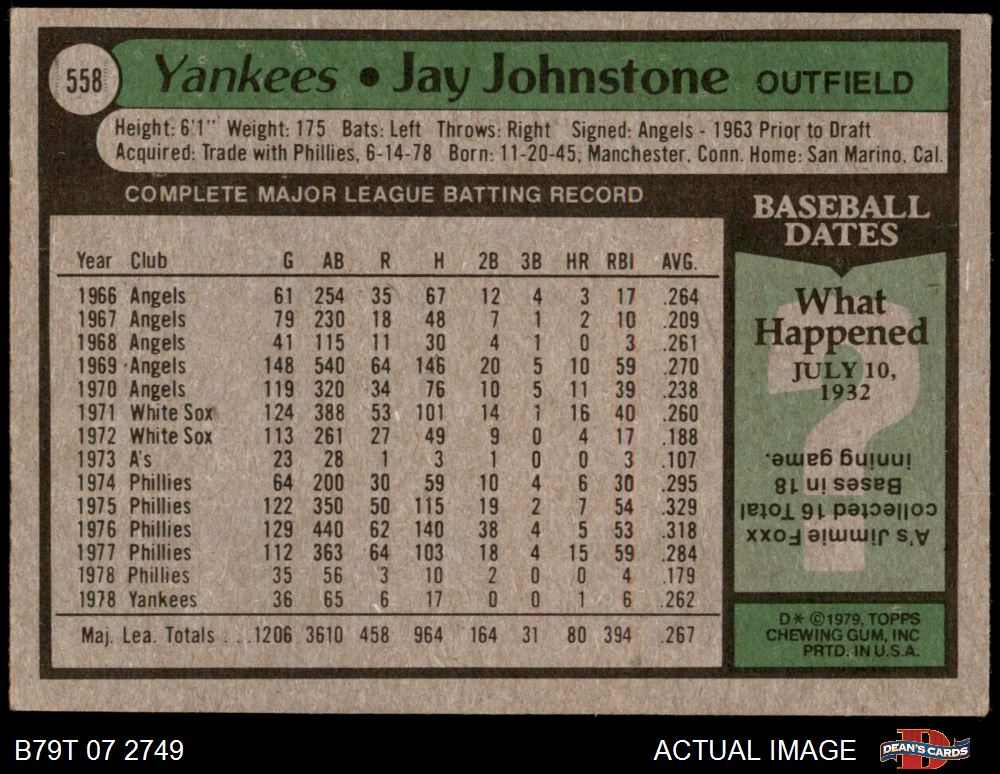 558 Yankees • Jay Johnstone OUTFIELD
Height: 6'1" Weight: 175 Bats: Left Throws: Right Signed: Angels - 1963 Prior to Draft
Acquired: Trade with Phillies, 6-14-78 Born: 11-20-45, Manchester, Conn. Home: San Marino, Cal.
COMPLETE MAJOR LEAGUE BATTING RECORD
Year Club G AB R H 2B 3B HR RBI AVG.
1966 Angels 61 254 35 67 12 4 3 17 .264
1967 Angels 79 230 18 48 7 1 2 10 .209
1968 Angels 41 115 11 30 4 1 0 3 .261
1969 Angels 148 540 64 146 20 5 10 59 .270
1970 Angels 119 320 34 76 10 5 11 39 .238
1971 White Sox 124 388 53 101 14 1 16 40 .260
1972 White Sox 113 261 27 49 9 0 4 17 .188
1973 A's 23 28 1 3 1 0 0 3 .107
1974 Phillies 64 200 30 59 10 4 6 30 .295
1975 Phillies 122 350 50 115 19 2 7 54 .329
1976 Phillies 129 440 62 140 38 4 5 53 .318
1977 Phillies 112 363 64 103 18 4 15 59 .284
1978 Phillies 35 56 3 10 2 0 0 4 .179
1978 Yankees 36 65 6 17 0 0 1 6 .262
Maj. Lea. Totals ...1206 3610 458 964 164 31 80 394 .267
BASEBALL
DATES
What
Happened
JULY 10,
1932
A's Jimmie Foxx
collected 16 Total
Bases in 18
inning game.
D* ©1979, TOPPS
CHEWING GUM, INC
PRTD. IN U.S.A.
B79T 07 2749
ACTUAL IMAGE
DEAN'S CARDS